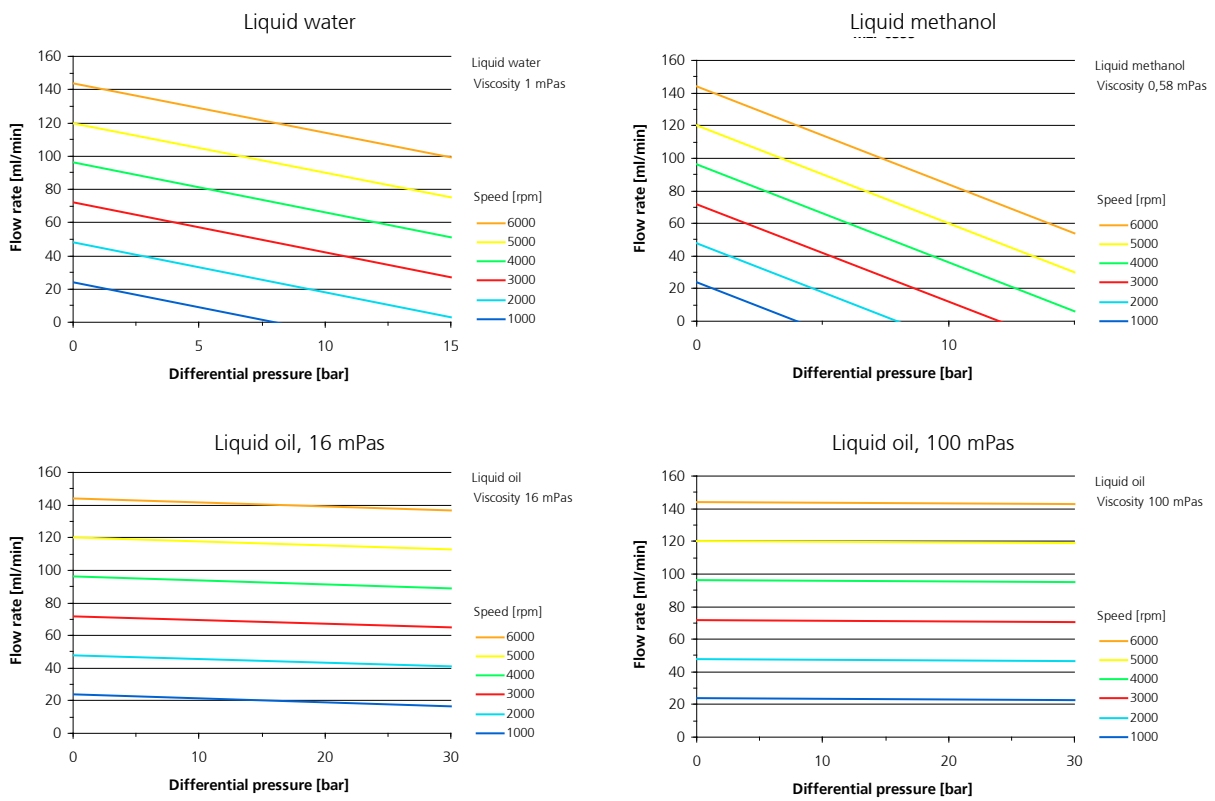 Liquid water
160
140
120
100
80
60
40
20
0
0 5 10 15
Flow rate [ml/min]
Differential pressure [bar]
Liquid water
Viscosity 1 mPas
Speed [rpm]
6000
5000
4000
3000
2000
1000
Liquid methanol
160
140
120
100
80
60
40
20
0
0 10
Flow rate [ml/min]
Differential pressure [bar]
Liquid methanol
Viscosity 0,58 mPas
Speed [rpm]
6000
5000
4000
3000
2000
1000
Liquid oil, 16 mPas
160
140
120
100
80
60
40
20
0
0 10 20 30
Flow rate [ml/min]
Differential pressure [bar]
Liquid oil
Viscosity 16 mPas
Speed [rpm]
6000
5000
4000
3000
2000
1000
Liquid oil, 100 mPas
160
140
120
100
80
60
40
20
0
0 10 20 30
Flow rate [ml/min]
Differential pressure [bar]
Liquid oil
Viscosity 100 mPas
Speed [rpm]
6000
5000
4000
3000
2000
1000